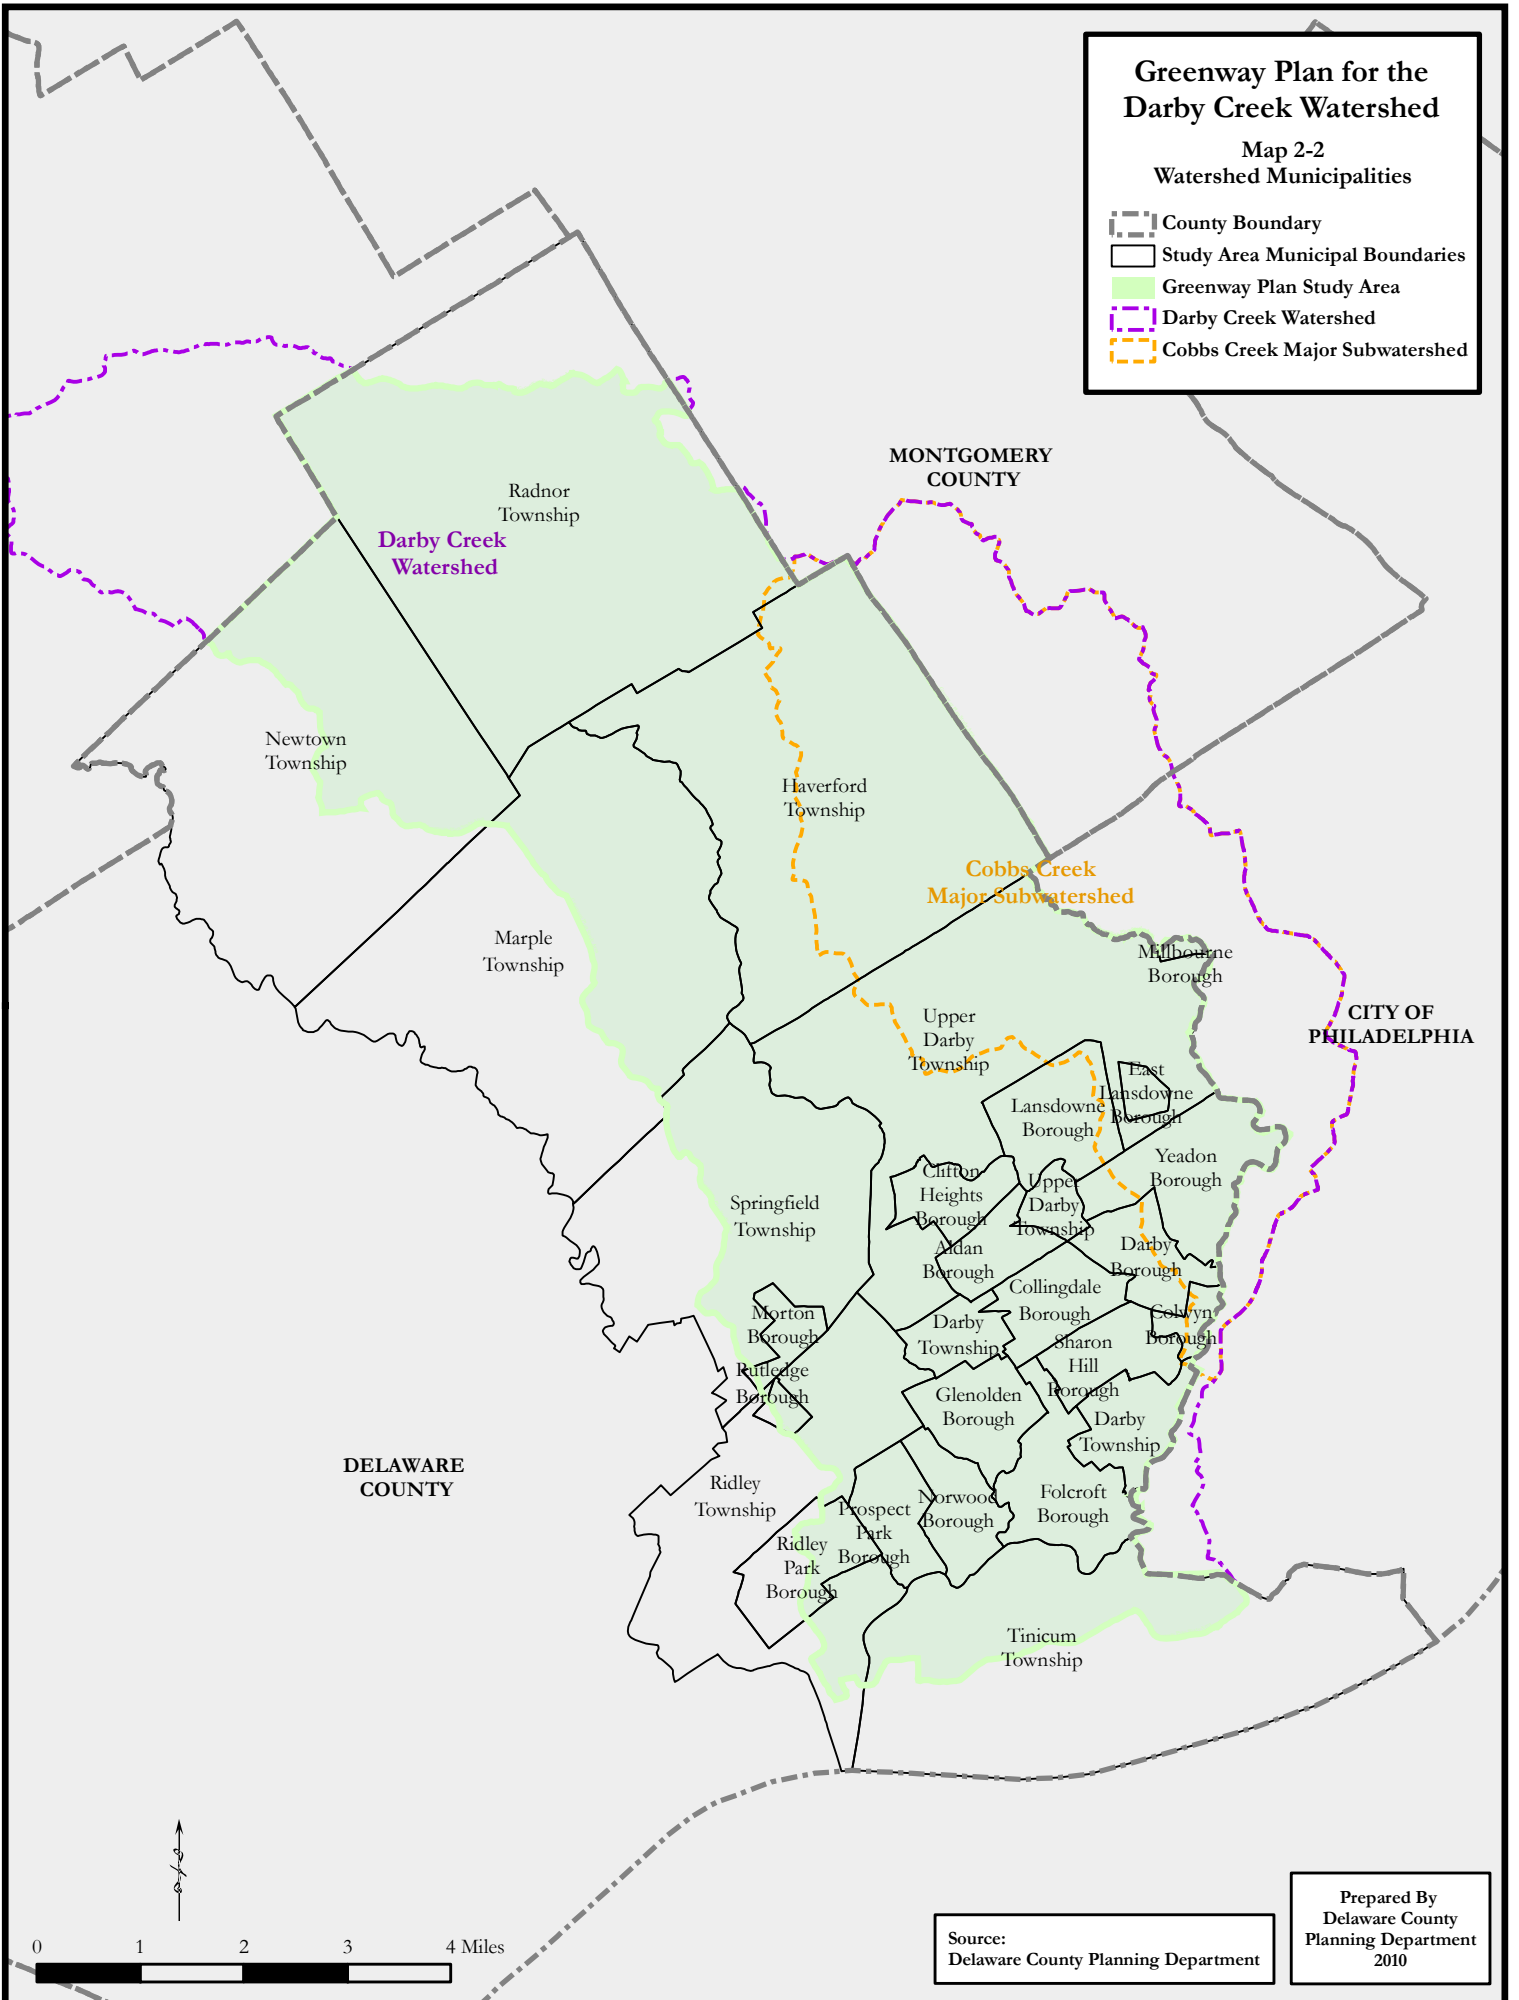 Greenway Plan for the
Darby Creek Watershed
Map 2-2
Watershed Municipalities
County Boundary
Study Area Municipal Boundaries
Greenway Plan Study Area
Darby Creek Watershed
Cobbs Creek Major Subwatershed
MONTGOMERY
COUNTY
Radnor
Township
Darby Creek
Watershed
Newtown
Township
Haverford
Township
Cobbs Creek
Major Subwatershed
Marple
Township
Millbourne
Borough
CITY OF
PHILADELPHIA
Upper
Darby
Township
East
Lansdowne
Borough
Lansdowne
Borough
Yeadon
Borough
Clifton
Heights
Borough
Upper
Darby
Township
Springfield
Township
Aldan
Borough
Darby
Borough
Collingdale
Borough
Morton
Borough
Darby
Township
Colwyn
Borough
Sharon
Hill
Borough
Rutledge
Borough
Glenolden
Borough
Darby
Township
DELAWARE
COUNTY
Ridley
Township
Prospect
Park
Borough
Norwood
Borough
Folcroft
Borough
Ridley
Park
Borough
Tinicum
Township
0 1 2 3 4 Miles
Source:
Delaware County Planning Department
Prepared By
Delaware County
Planning Department
2010